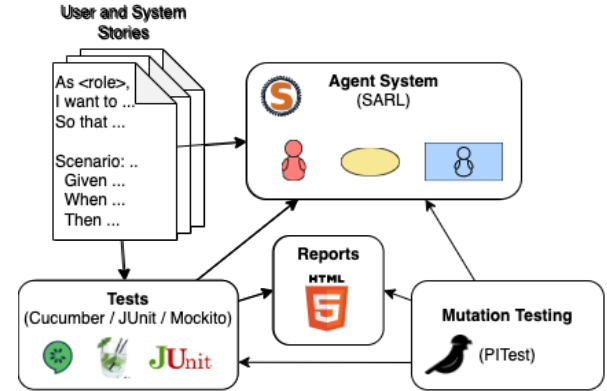 User and System
Stories
As <role>,
I want to ...
So that ...
Scenario: ..
Given ...
When ...
Then ...
Agent System
(SARL)
S
Reports
HTML
5
Tests
(Cucumber / JUnit / Mockito)
JUnit
Mutation Testing
(PITest)